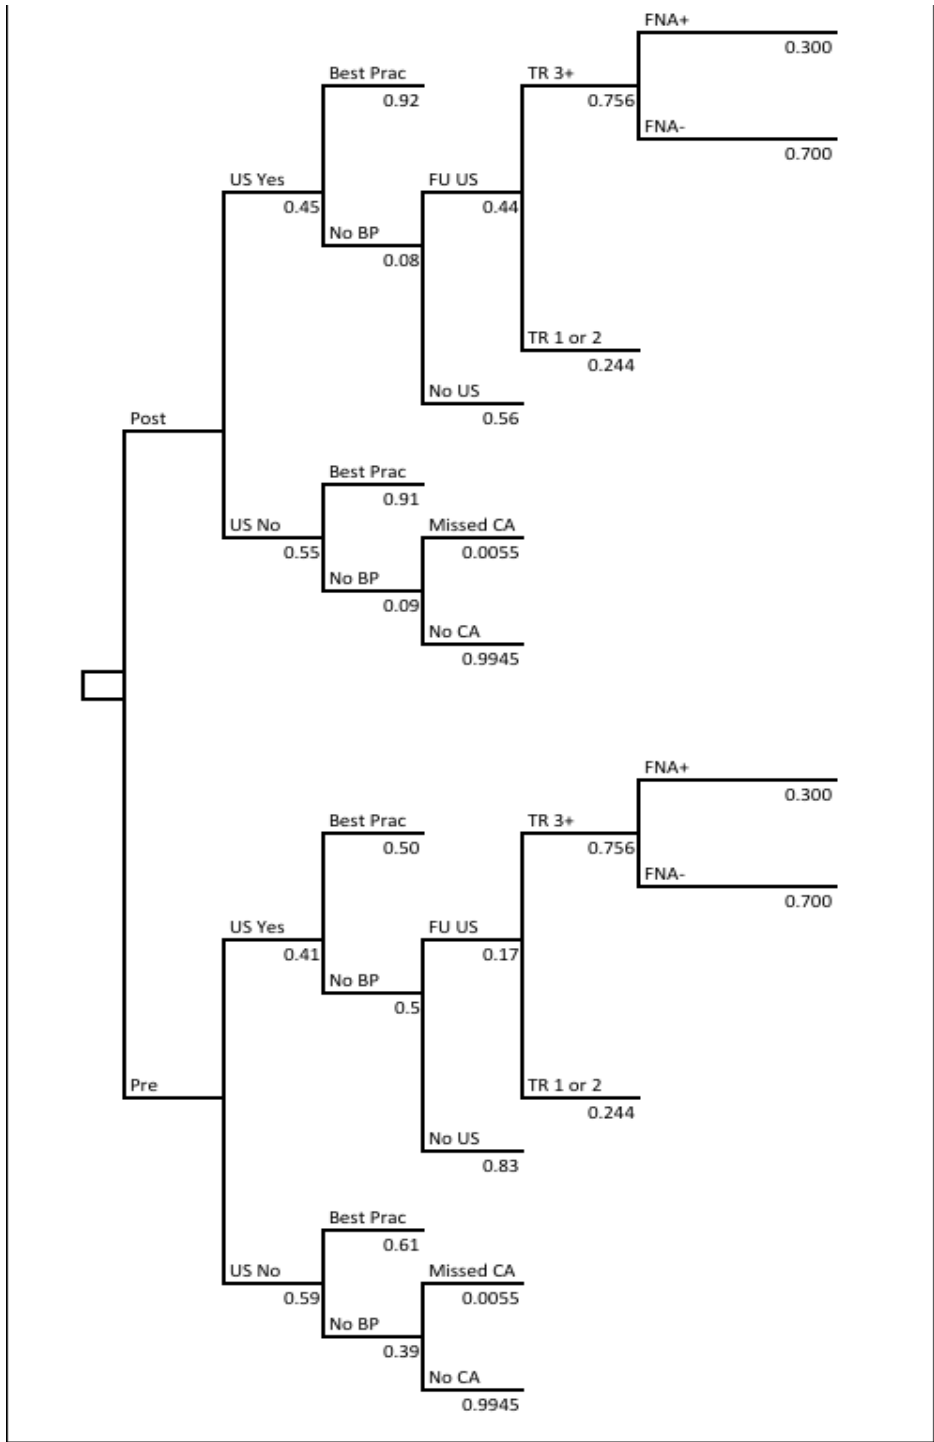 FNA+
0.300
Best Prac
TR 3+
0.92
0.756
FNA-
0.700
US Yes
FU US
0.45
0.44
No BP
0.08
TR 1 or 2
0.244
No US
0.56
Post
Best Prac
0.91
US No
Missed CA
0.55
0.0055
No BP
0.09
No CA
0.9945
FNA+
0.300
Best Prac
TR 3+
0.50
0.756
FNA-
0.700
US Yes
FU US
0.41
0.17
No BP
0.5
Pre
TR 1 or 2
0.244
No US
0.83
Best Prac
0.61
US No
Missed CA
0.59
0.0055
No BP
0.39
No CA
0.9945